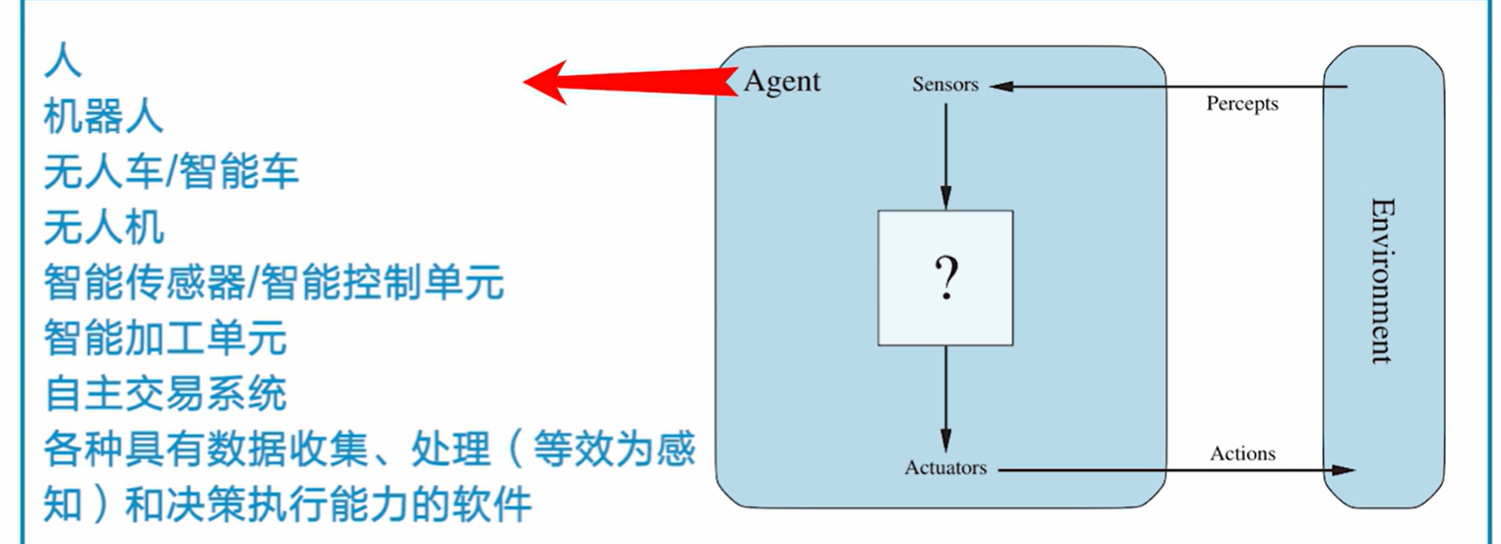 人
机器人
无人车/智能车
无人机
智能传感器/智能控制单元
智能加工单元
自主交易系统
各种具有数据收集、处理（等效为感
知）和决策执行能力的软件
Agent
Sensors
Percepts
?
Environment
Actuators
Actions